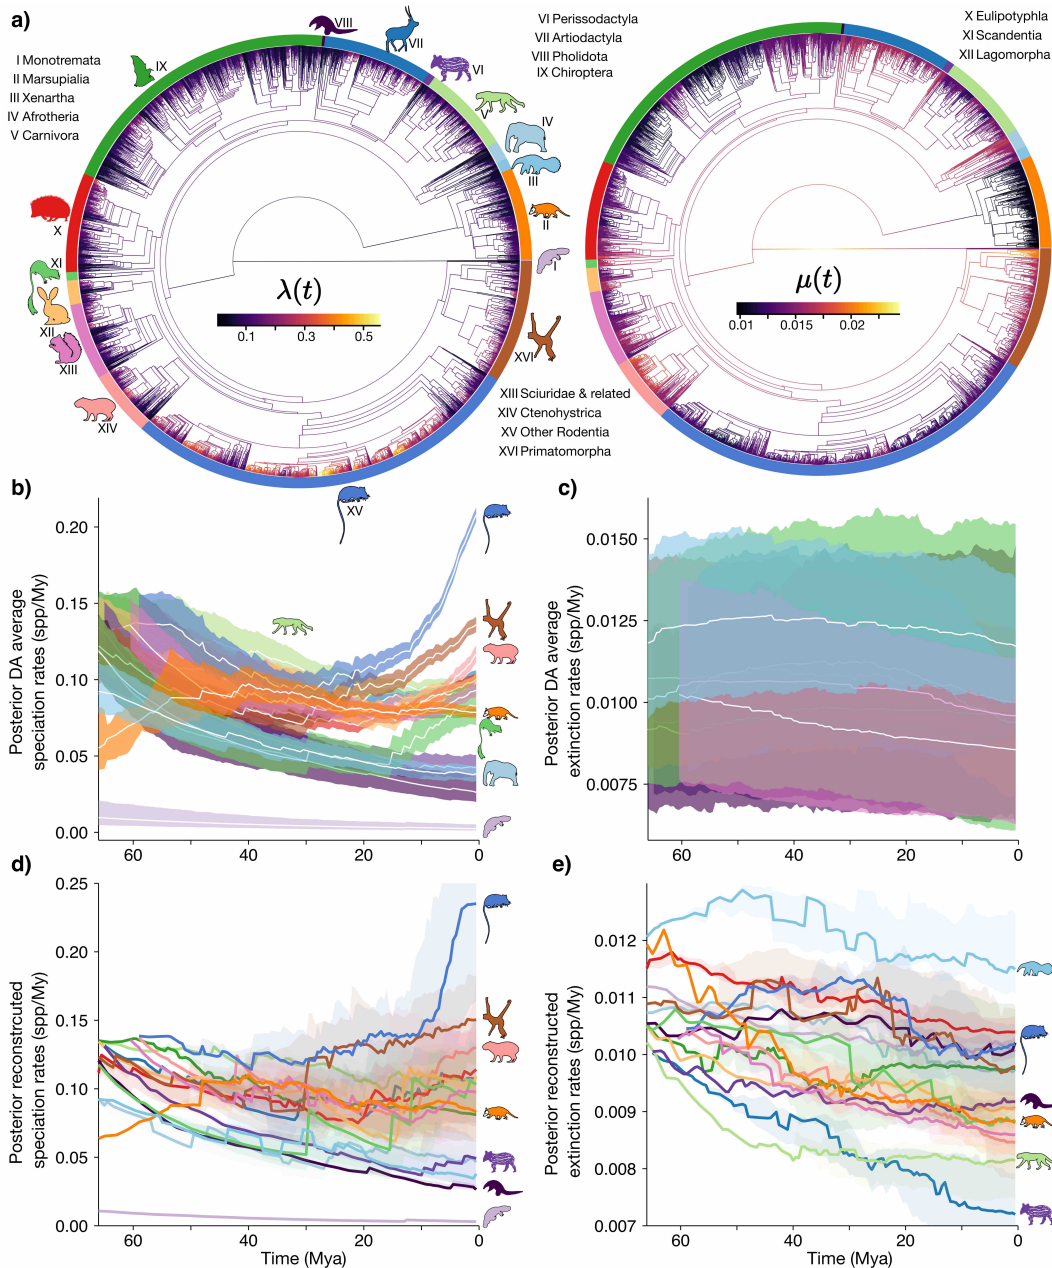 a)
VIII
VII
VI
IX
V
IV
III
II
I
X
XI
XII
XIII
XIV
XV
XVI
I Monotremata
II Marsupialia
III Xenartha
IV Afrotheria
V Carnivora
VI Perissodactyla
VII Artiodactyla
VIII Pholidota
IX Chiroptera
X Eulipotyphla
XI Scandentia
XII Lagomorpha
λ(t)
0.1 0.3 0.5
μ(t)
0.01 0.015 0.02
XIII Sciuridae & related
XIV Ctenohystrica
XV Other Rodentia
XVI Primatomorpha
b)
Posterior DA average
speciation rates (spp/My)
0.20
0.15
0.10
0.05
0.00
60 40 20 0
c)
Posterior DA average
extinction rates (spp/My)
0.0150
0.0125
0.0100
0.0075
60 40 20 0
d)
Posterior reconstrcuted
speciation rates (spp/My)
0.25
0.20
0.15
0.10
0.05
0.00
60 40 20 0
Time (Mya)
e)
Posterior reconstructed
extinction rates (spp/My)
0.012
0.011
0.010
0.009
0.008
0.007
60 40 20 0
Time (Mya)